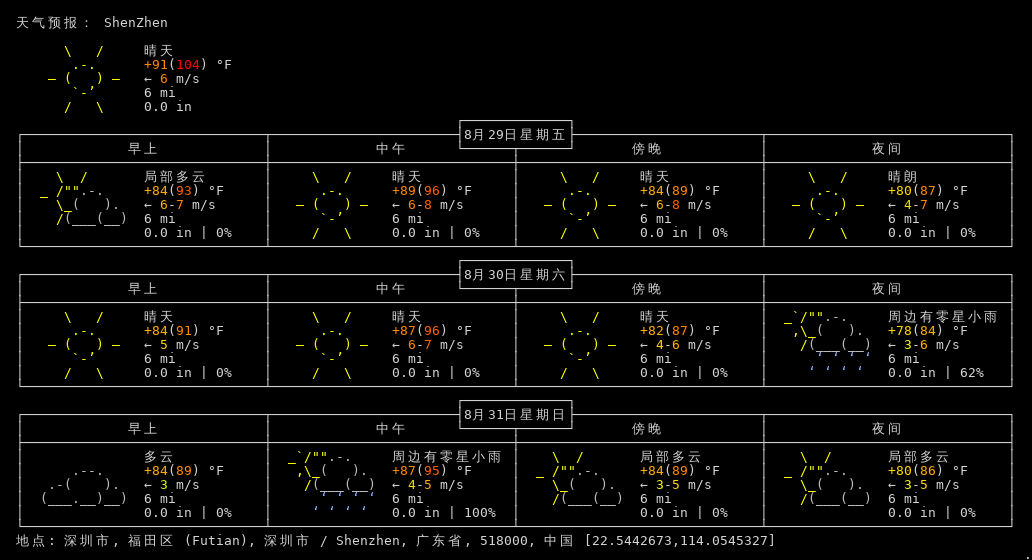 天气预报： ShenZhen
晴天
+91(104) °F
← 6 m/s
6 mi
0.0 in
8月29日星期五
早上 中午 傍晚 夜间
局部多云 晴天 晴天 晴朗
+84(93) °F +89(96) °F +84(89) °F +80(87) °F
← 6-7 m/s ← 6-8 m/s ← 6-8 m/s ← 4-7 m/s
6 mi 6 mi 6 mi 6 mi
0.0 in | 0% 0.0 in | 0% 0.0 in | 0% 0.0 in | 0%
8月30日星期六
早上 中午 傍晚 夜间
晴天 晴天 晴天 周边有零星小雨
+84(91) °F +87(96) °F +82(87) °F +78(84) °F
← 5 m/s ← 6-7 m/s ← 4-6 m/s ← 3-6 m/s
6 mi 6 mi 6 mi 6 mi
0.0 in | 0% 0.0 in | 0% 0.0 in | 0% 0.0 in | 62%
8月31日星期日
早上 中午 傍晚 夜间
多云 周边有零星小雨 局部多云 局部多云
+84(89) °F +87(95) °F +84(89) °F +80(86) °F
← 3 m/s ← 4-5 m/s ← 3-5 m/s ← 3-5 m/s
6 mi 6 mi 6 mi 6 mi
0.0 in | 0% 0.0 in | 100% 0.0 in | 0% 0.0 in | 0%
地点: 深圳市, 福田区 (Futian), 深圳市 / Shenzhen, 广东省, 518000, 中国 [22.5442673,114.0545327]